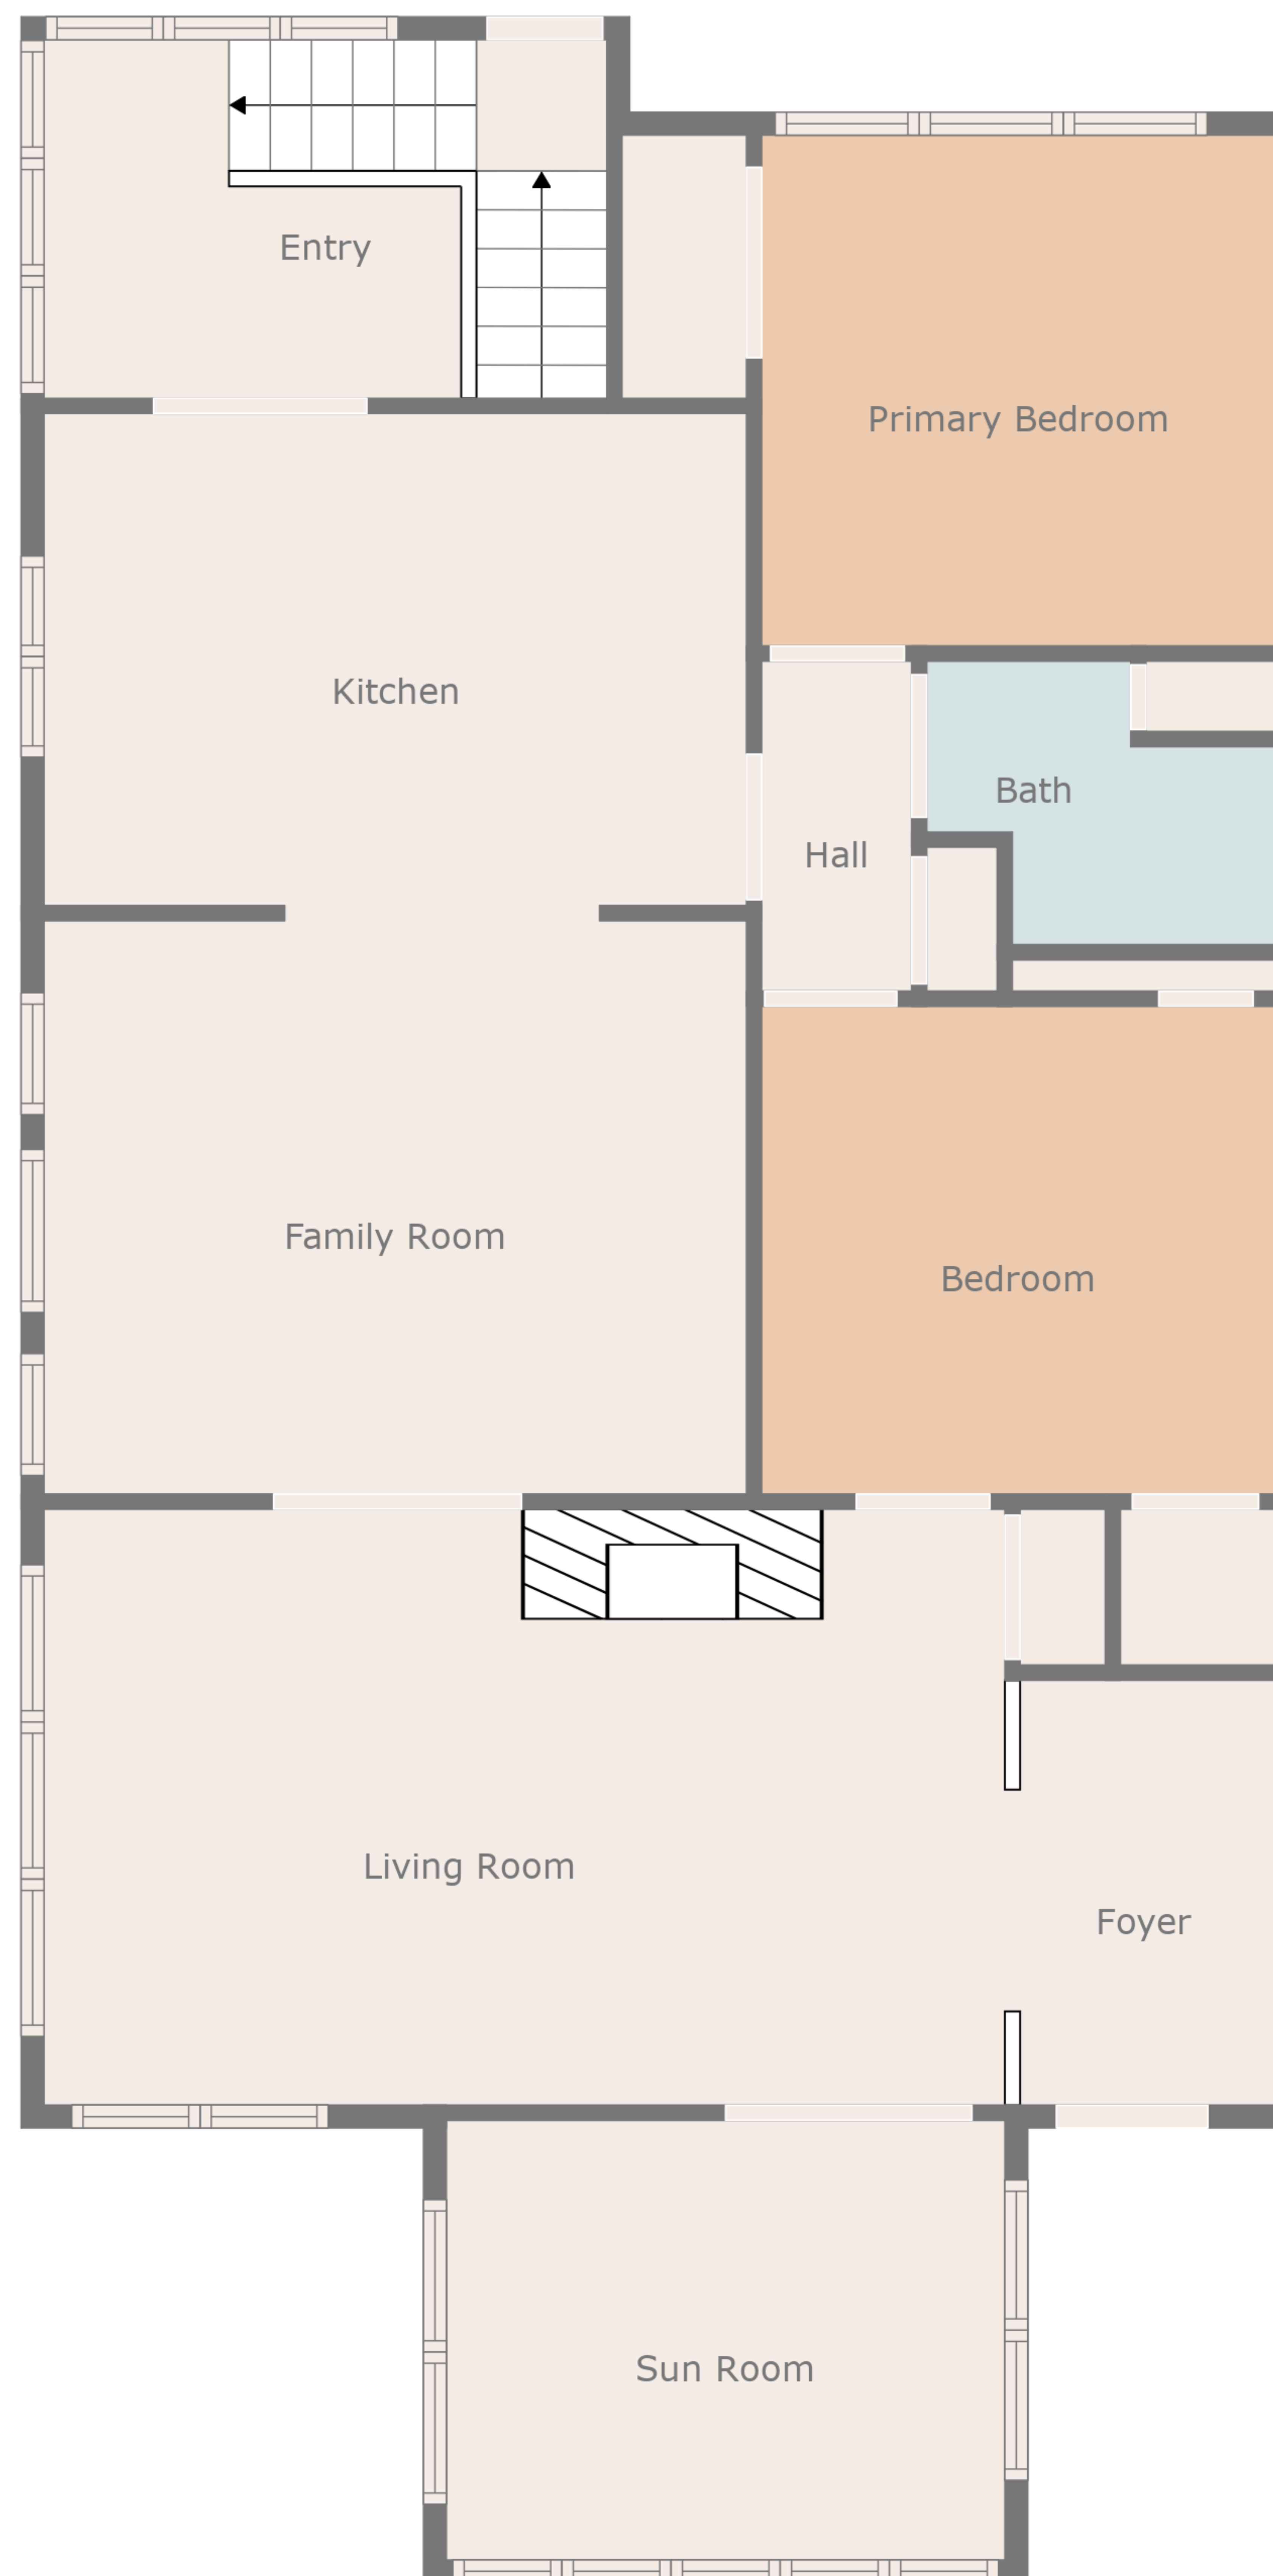 Entry
Primary Bedroom
Kitchen
Bath
Hall
Family Room
Bedroom
Living Room
Foyer
Sun Room